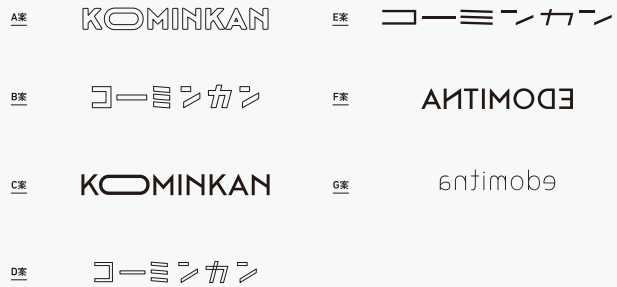 A案
KOMINKAN
B案
コーミンカン
C案
KOMINKAN
D案
コーミンカン
E案
コーミンカン
F案
ANTIMODE
G案
antimode